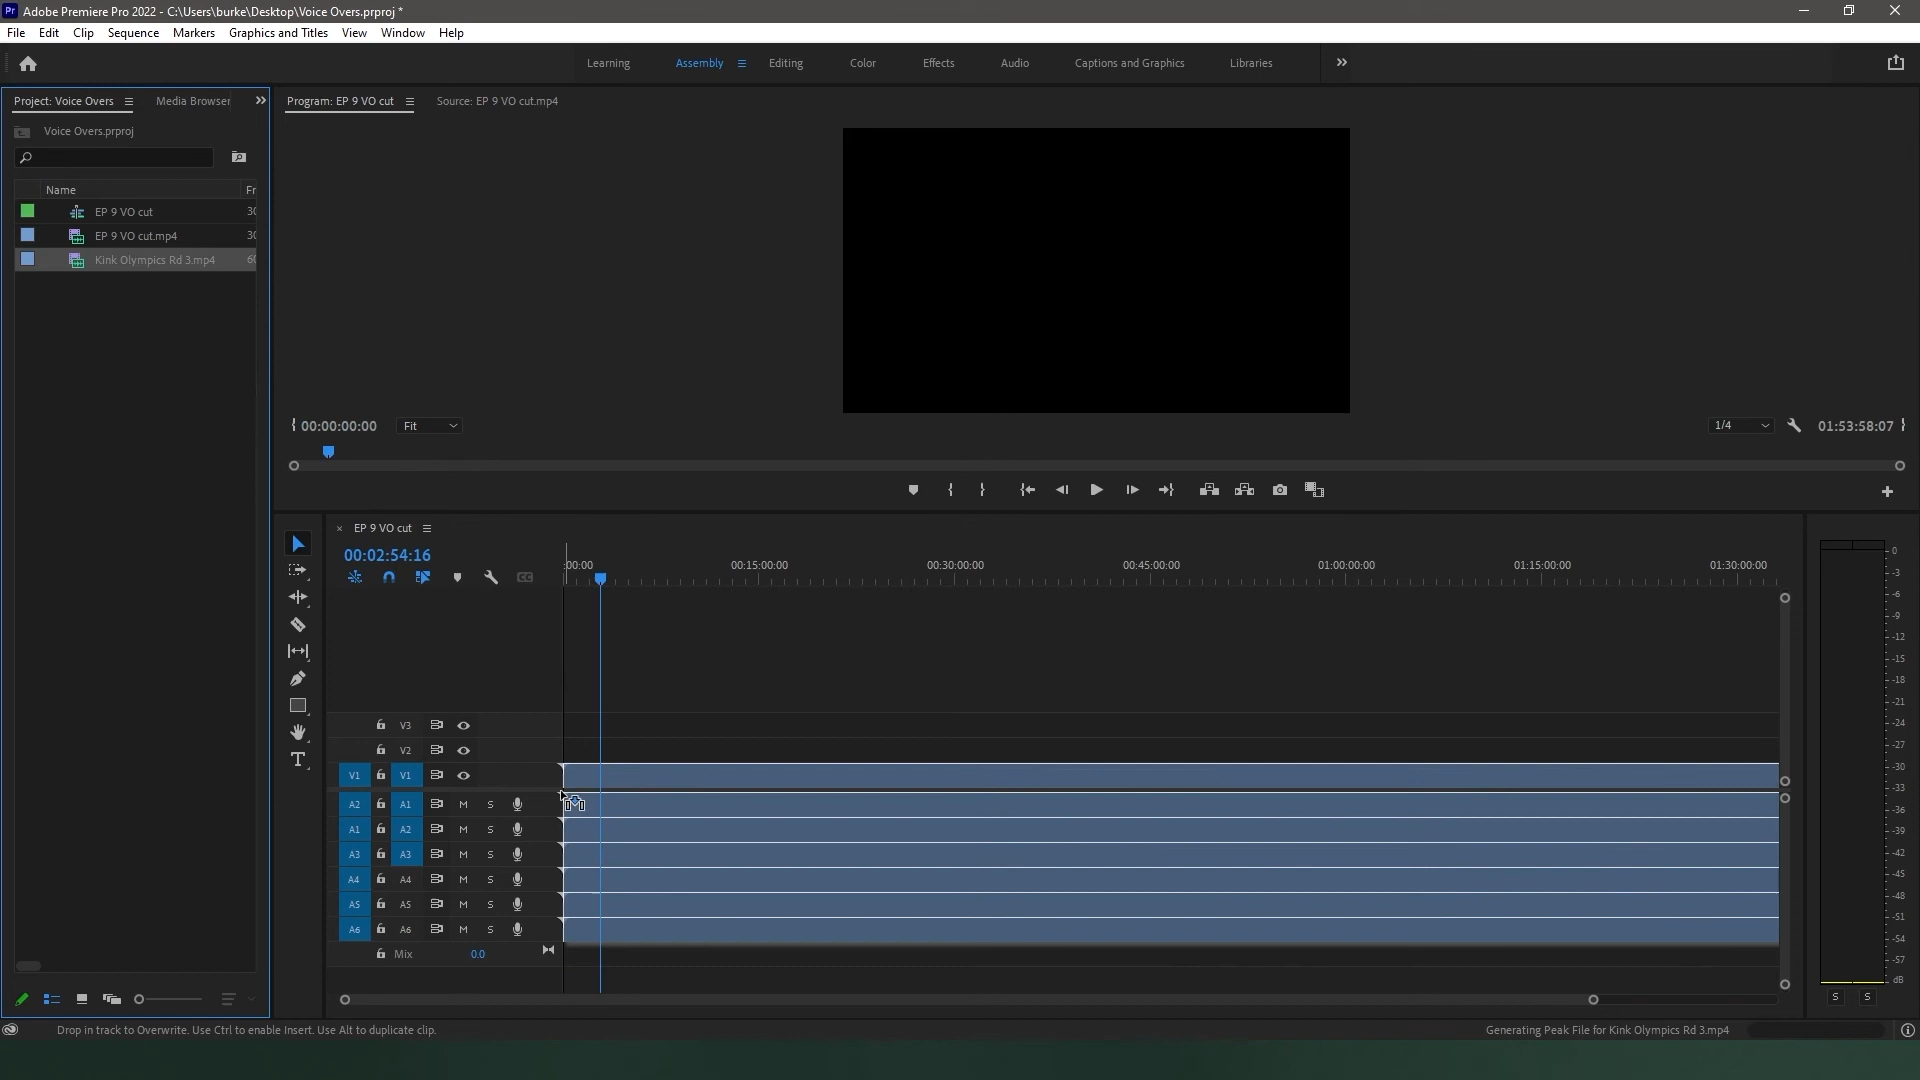 Pr Adobe Premiere Pro 2022 - C:\Users\burke\Desktop\Voice Overs.prproj *
File Edit Clip Sequence Markers Graphics and Titles View Window Help
Learning Assembly Editing Color Effects Audio Captions and Graphics Libraries
Project: Voice Overs Media Browser Program: EP 9 VO cut Source: EP 9 VO cut.mp4
Voice Overs.prproj
Name Fr
EP 9 VO cut 30
EP 9 VO cut.mp4 30
Kink Olympics Rd 3.mp4 60
00:00:00:00 Fit 1/4 01:53:58:07
EP 9 VO cut
00:02:54:16
:00:00 00:15:00:00 00:30:00:00 00:45:00:00 01:00:00:00 01:15:00:00 01:30:00:00
CC
V3
V2
V1 V1
A2 A1 M S
A1 A2 M S
A3 A3 M S
A4 A4 M S
A5 A5 M S
A6 A6 M S
Mix 0.0
T
0
-3
-6
-9
-12
-15
-18
-21
-24
-27
-30
-33
-36
-39
-42
-45
-48
-51
-54
-57
dB
S S
Drop in track to Overwrite. Use Ctrl to enable Insert. Use Alt to duplicate clip. Generating Peak File for Kink Olympics Rd 3.mp4